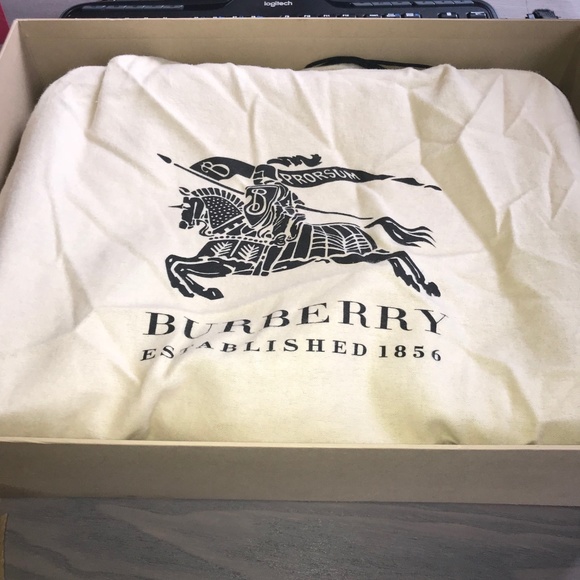 logitech
B PRORSUM
B
BURBERRY
ESTABLISHED 1856